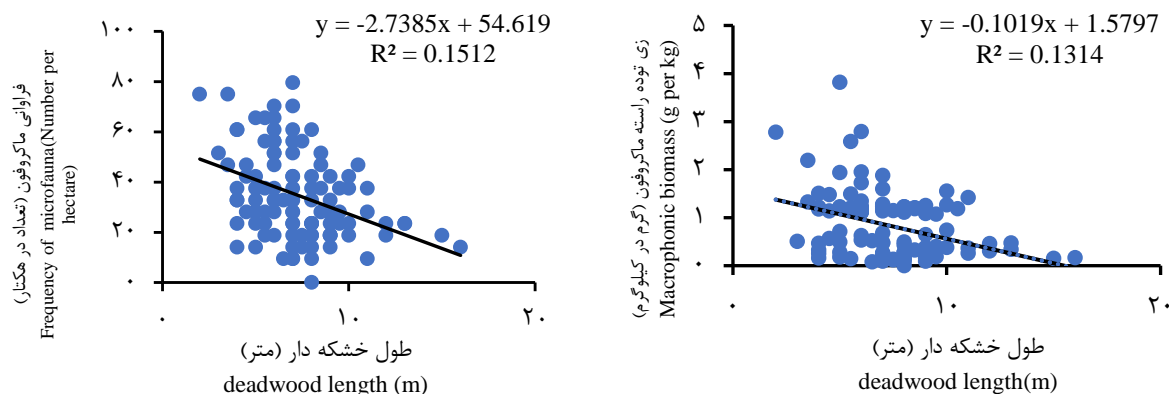 y = -2.7385x + 54.619
R² = 0.1512
فراوانی ماکروفون (تعداد در هکتار)
Frequency of microfauna(Number per
hectare)
۱۰۰
۸۰
۶۰
۴۰
۲۰
۰
۰
۱۰
۲۰
طول خشکه دار (متر)
deadwood length (m)
y = -0.1019x + 1.5797
R² = 0.1314
زی توده راسته ماکروفون (گرم در کیلوگرم)
Macrophonic biomass (g per kg)
۵
۴
۳
۲
۱
۰
۰
۱۰
۲۰
طول خشکه دار (متر)
deadwood length(m)